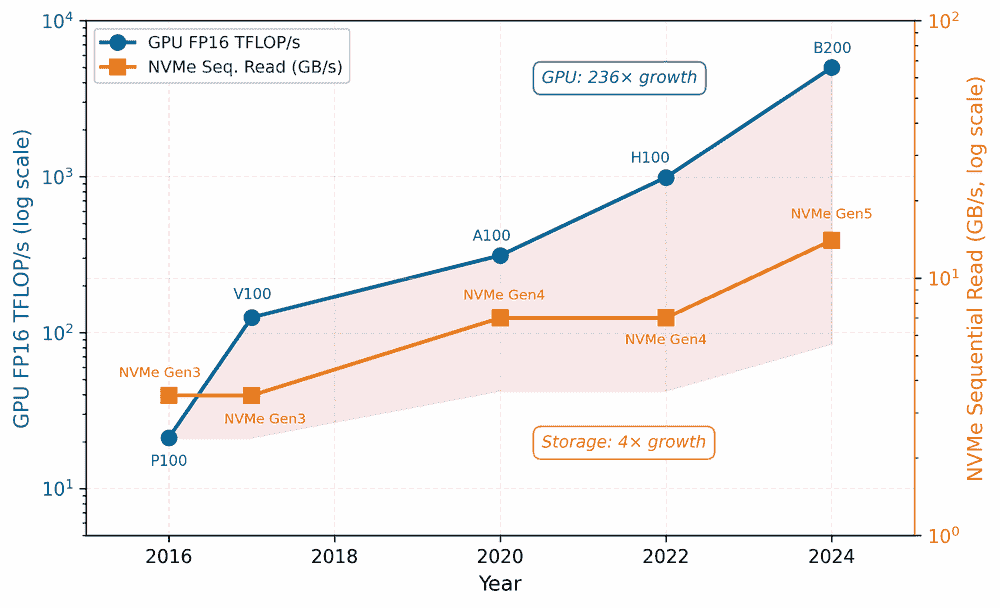 GPU FP16 TFLOP/s
NVMe Seq. Read (GB/s)
GPU: 236× growth
Storage: 4× growth
B200
H100
A100
V100
P100
NVMe Gen3
NVMe Gen3
NVMe Gen4
NVMe Gen4
NVMe Gen5
GPU FP16 TFLOP/s (log scale)
10⁴
10³
10²
10¹
NVMe Sequential Read (GB/s, log scale)
10²
10¹
10⁰
2016 2018 2020 2022 2024
Year